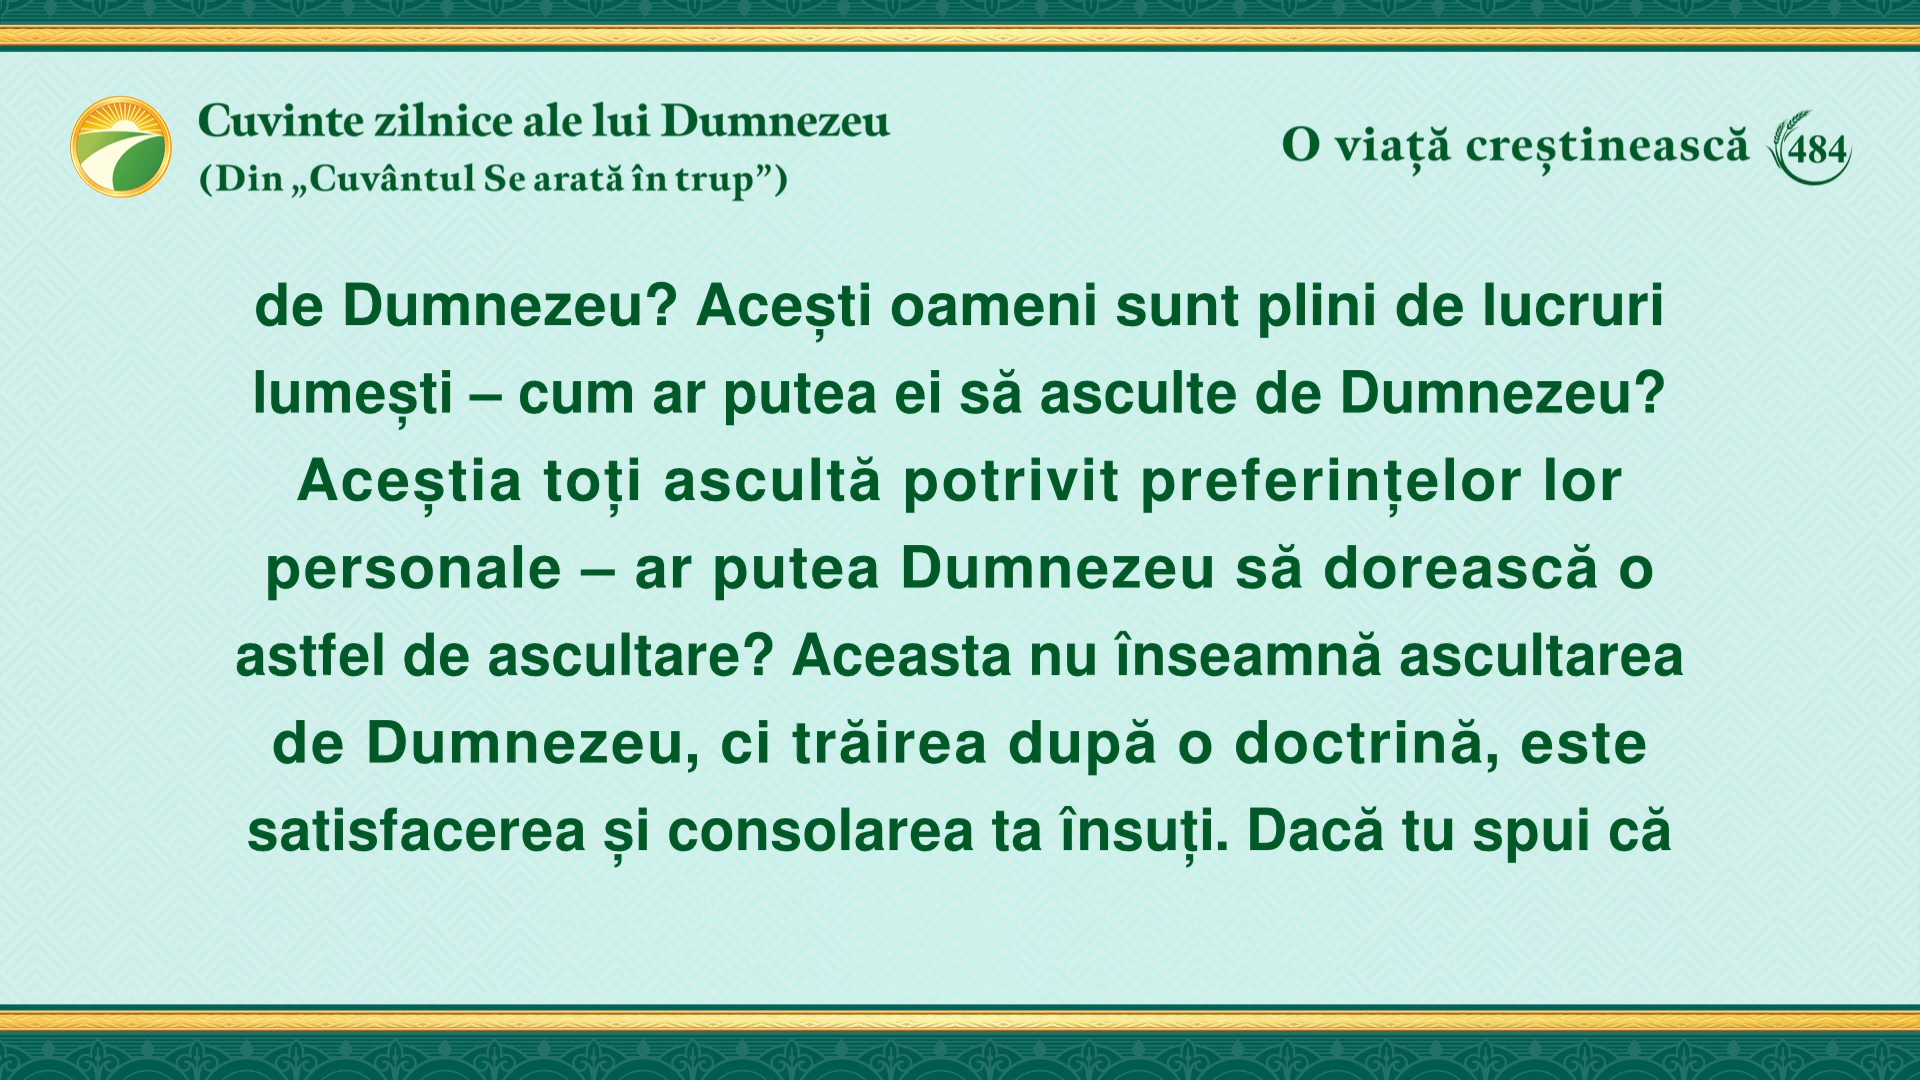 Cuvinte zilnice ale lui Dumnezeu
(Din „Cuvântul Se arată în trup”)
O viață creștinească 484
de Dumnezeu? Acești oameni sunt plini de lucruri
lumești – cum ar putea ei să asculte de Dumnezeu?
Aceștia toți ascultă potrivit preferințelor lor
personale – ar putea Dumnezeu să dorească o
astfel de ascultare? Aceasta nu înseamnă ascultarea
de Dumnezeu, ci trăirea după o doctrină, este
satisfacerea și consolarea ta însuți. Dacă tu spui că